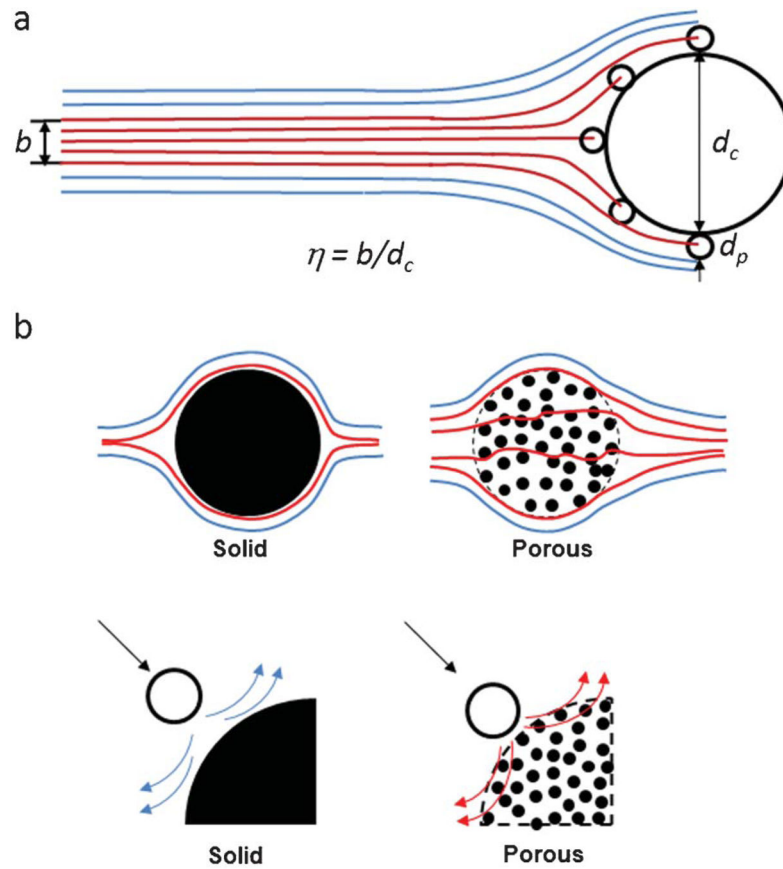 a
b
d_c
d_p
η = b/d_c
b
Solid
Porous
Solid
Porous